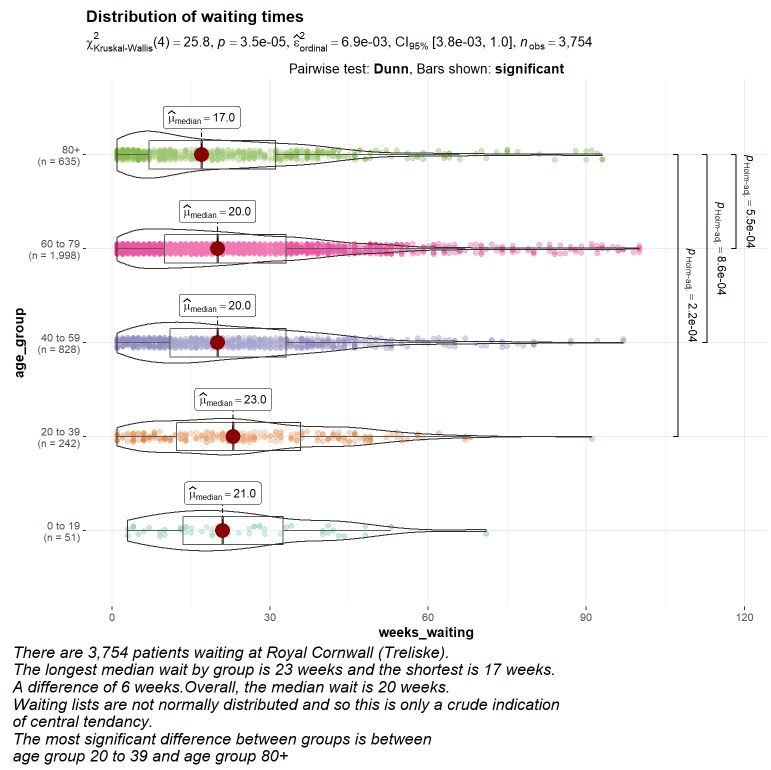 Distribution of waiting times
χ²Kruskal-Wallis(4) = 25.8, p = 3.5e-05, ε̂²ordinal = 6.9e-03, CI95% [3.8e-03, 1.0], nobs = 3,754
Pairwise test: Dunn, Bars shown: significant
μ̂median = 17.0
80+
(n = 635)
μ̂median = 20.0
60 to 79
(n = 1,998)
μ̂median = 20.0
40 to 59
(n = 828)
μ̂median = 23.0
20 to 39
(n = 242)
μ̂median = 21.0
0 to 19
(n = 51)
age_group
pHolm-adj. = 2.2e-04
pHolm-adj. = 8.6e-04
pHolm-adj. = 5.5e-04
0 30 60 90 120
weeks_waiting
There are 3,754 patients waiting at Royal Cornwall (Treliske).
The longest median wait by group is 23 weeks and the shortest is 17 weeks.
A difference of 6 weeks.Overall, the median wait is 20 weeks.
Waiting lists are not normally distributed and so this is only a crude indication
of central tendancy.
The most significant difference between groups is between
age group 20 to 39 and age group 80+